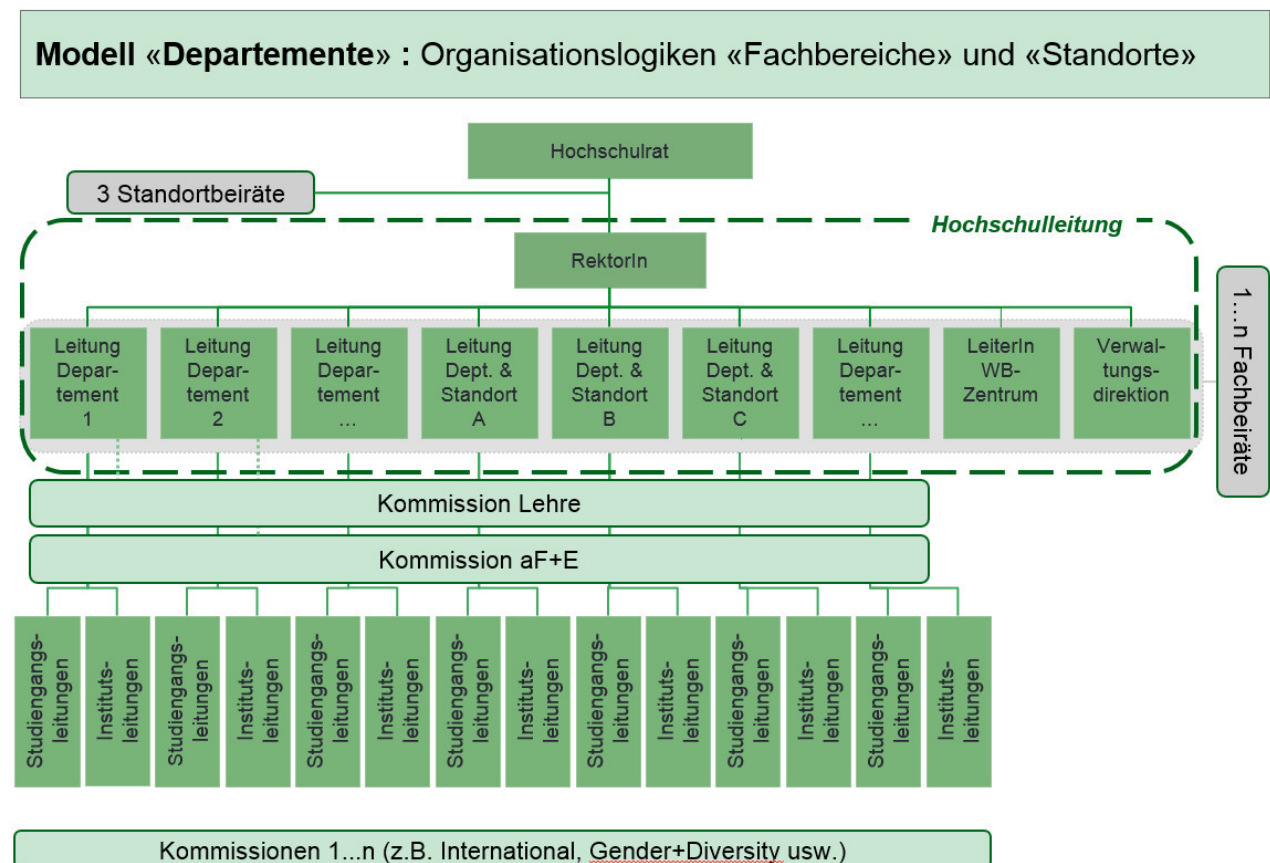 Modell «Departemente» : Organisationslogiken «Fachbereiche» und «Standorte»
Hochschulrat
3 Standortbeiräte
Hochschulleitung
RektorIn
1...n Fachbeiräte
Leitung
Depar-
tement
1
Leitung
Depar-
tement
2
Leitung
Depar-
tement
...
Leitung
Dept. &
Standort
A
Leitung
Dept. &
Standort
B
Leitung
Dept. &
Standort
C
Leitung
Depar-
tement
...
LeiterIn
WB-
Zentrum
Verwal-
tungs-
direktion
Kommission Lehre
Kommission aF+E
Studiengangs-
leitungen
Instituts-
leitungen
Studiengangs-
leitungen
Instituts-
leitungen
Studiengangs-
leitungen
Instituts-
leitungen
Studiengangs-
leitungen
Instituts-
leitungen
Studiengangs-
leitungen
Instituts-
leitungen
Studiengangs-
leitungen
Instituts-
leitungen
Studiengangs-
leitungen
Instituts-
leitungen
Kommissionen 1...n (z.B. International, Gender+Diversity usw.)